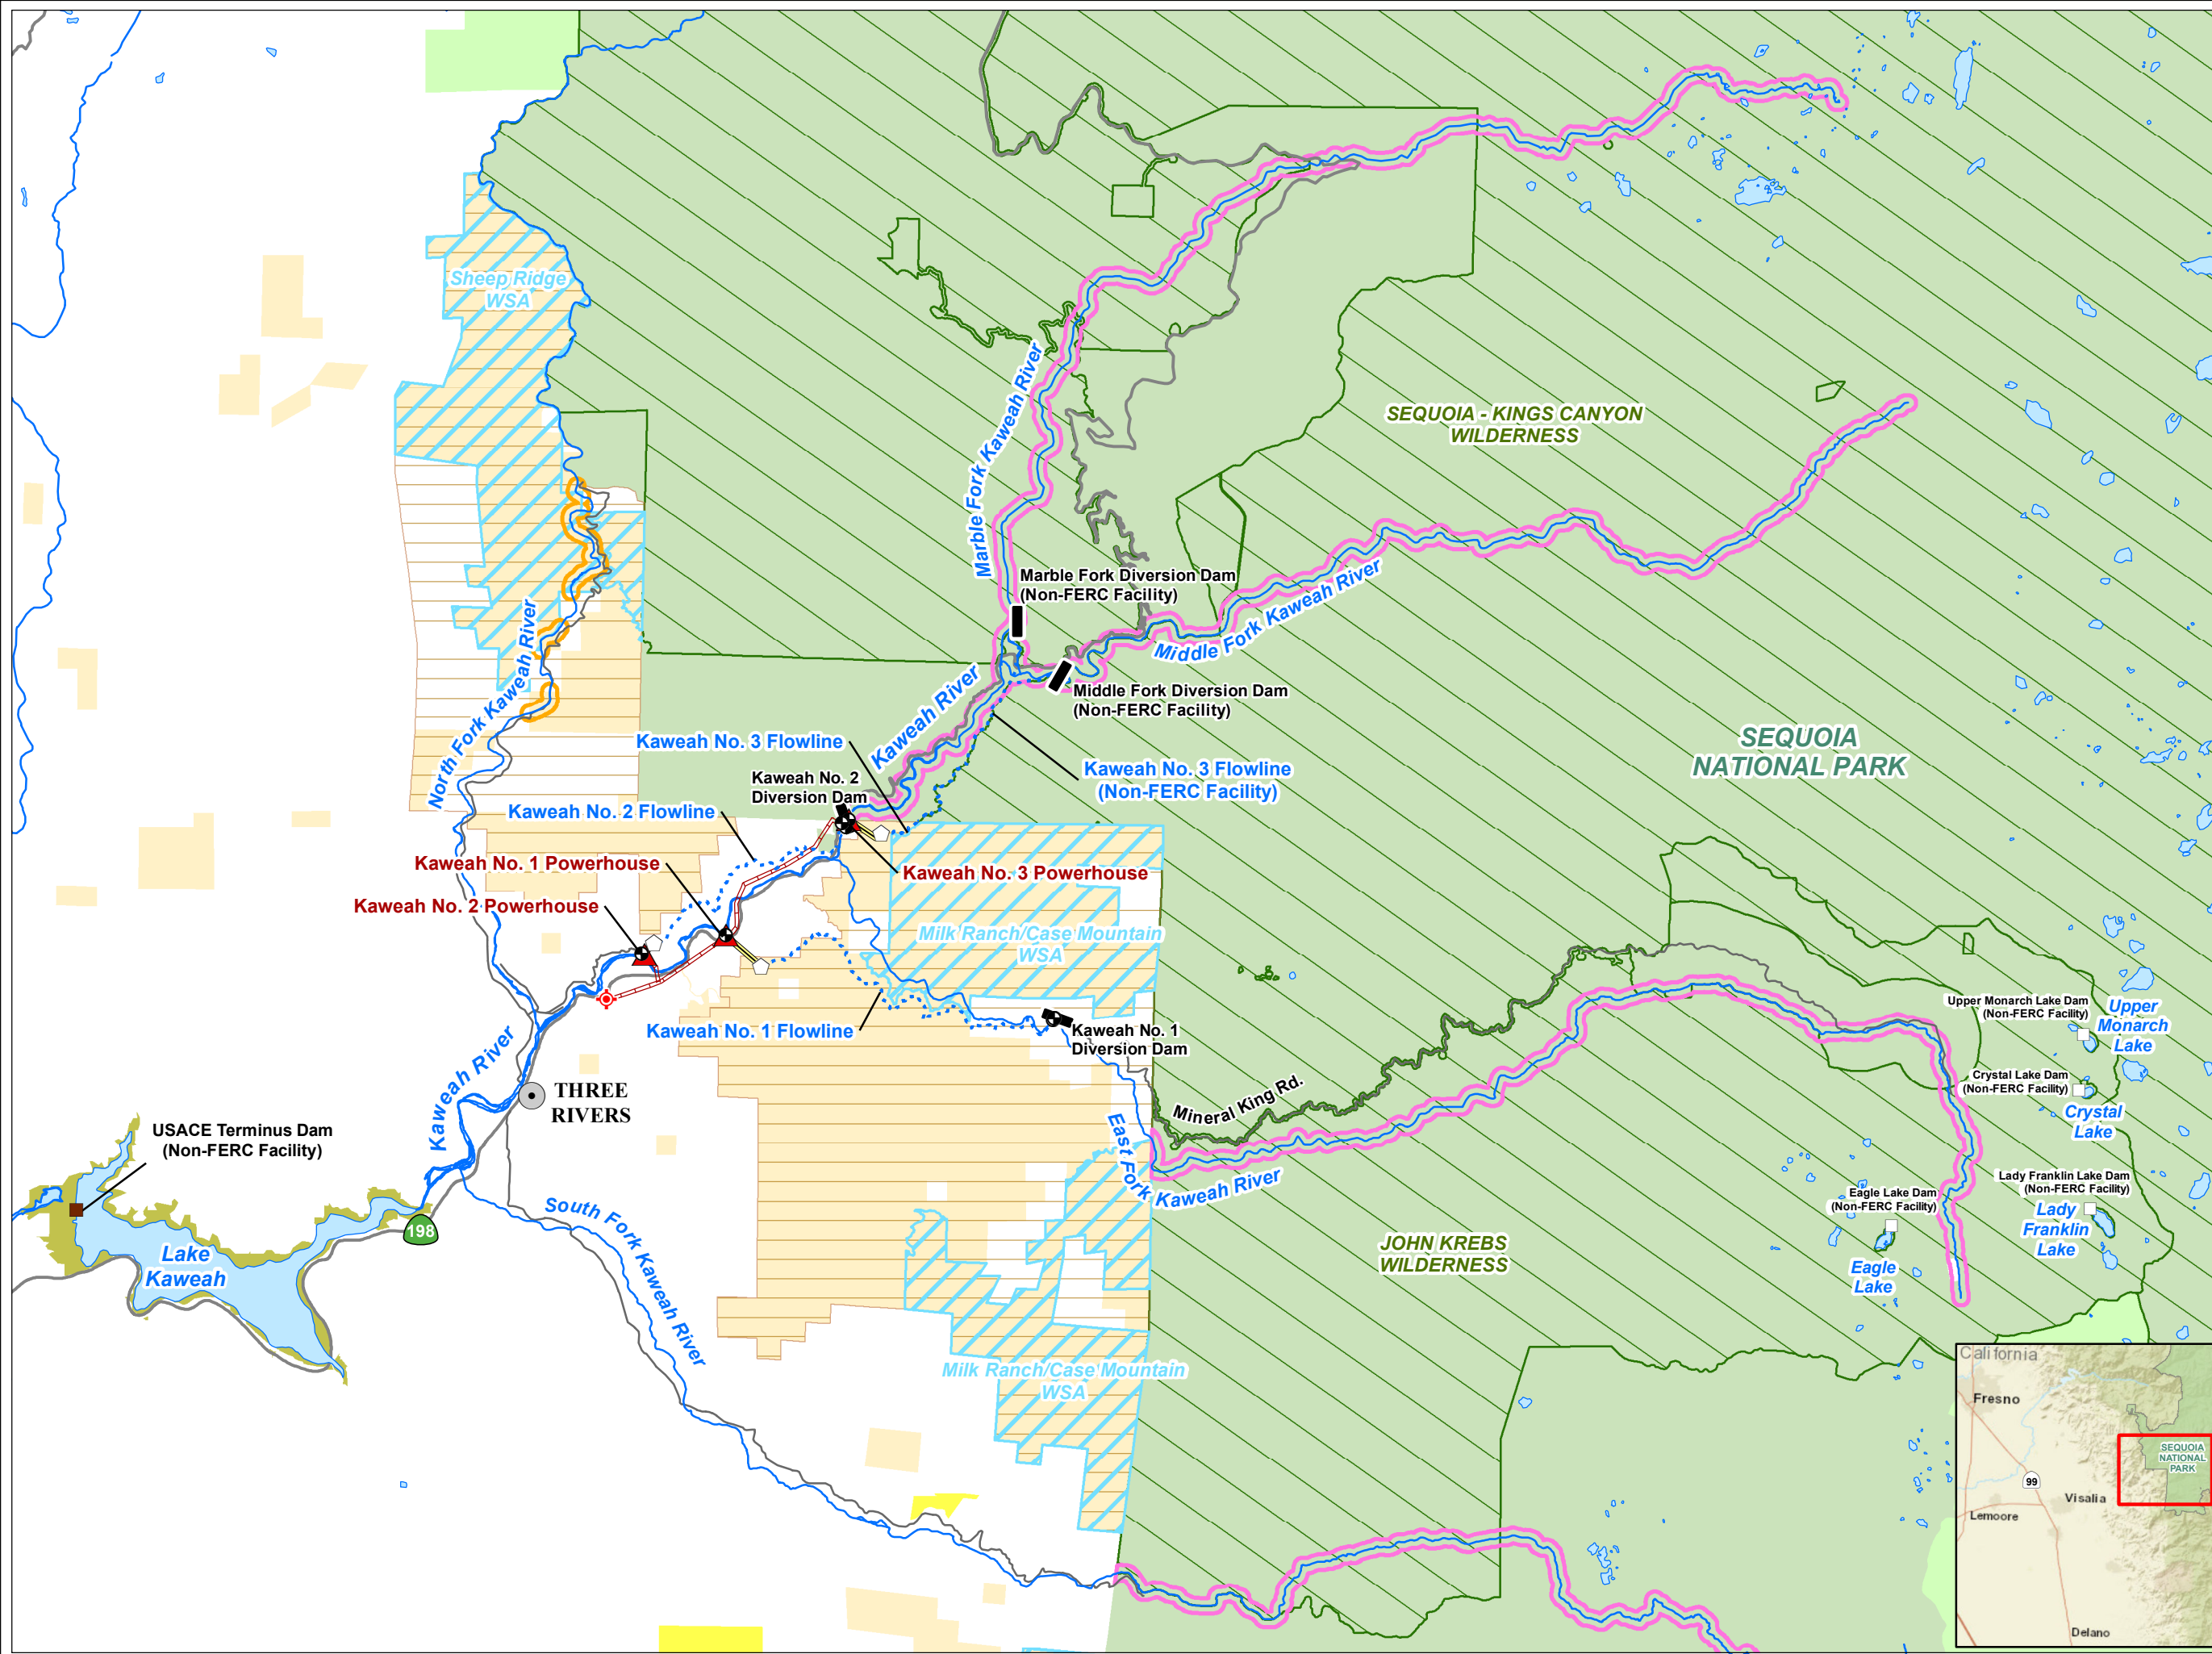 Sheep Ridge
WSA
SEQUOIA - KINGS CANYON
WILDERNESS
Marble Fork Kaweah River
Marble Fork Diversion Dam
(Non-FERC Facility)
Middle Fork Kaweah River
Middle Fork Diversion Dam
(Non-FERC Facility)
North Fork Kaweah River
Kaweah River
Kaweah No. 3 Flowline
Kaweah No. 3 Flowline
(Non-FERC Facility)
SEQUOIA
NATIONAL PARK
Kaweah No. 2
Diversion Dam
Kaweah No. 2 Flowline
Kaweah No. 1 Powerhouse
Kaweah No. 3 Powerhouse
Kaweah No. 2 Powerhouse
Milk Ranch/Case Mountain
WSA
Kaweah No. 1 Flowline
Kaweah No. 1
Diversion Dam
Upper Monarch Lake Dam
(Non-FERC Facility)
Upper
Monarch
Lake
Kaweah River
THREE
RIVERS
Mineral King Rd.
Crystal Lake Dam
(Non-FERC Facility)
Crystal
Lake
USACE Terminus Dam
(Non-FERC Facility)
East Fork Kaweah River
Lady Franklin Lake Dam
(Non-FERC Facility)
Lady
Franklin
Lake
Eagle Lake Dam
(Non-FERC Facility)
Eagle
Lake
198
Lake
Kaweah
South Fork Kaweah River
JOHN KREBS
WILDERNESS
Milk Ranch/Case Mountain
WSA
California
Fresno
SEQUOIA
NATIONAL
PARK
99
Visalia
Lemoore
Delano